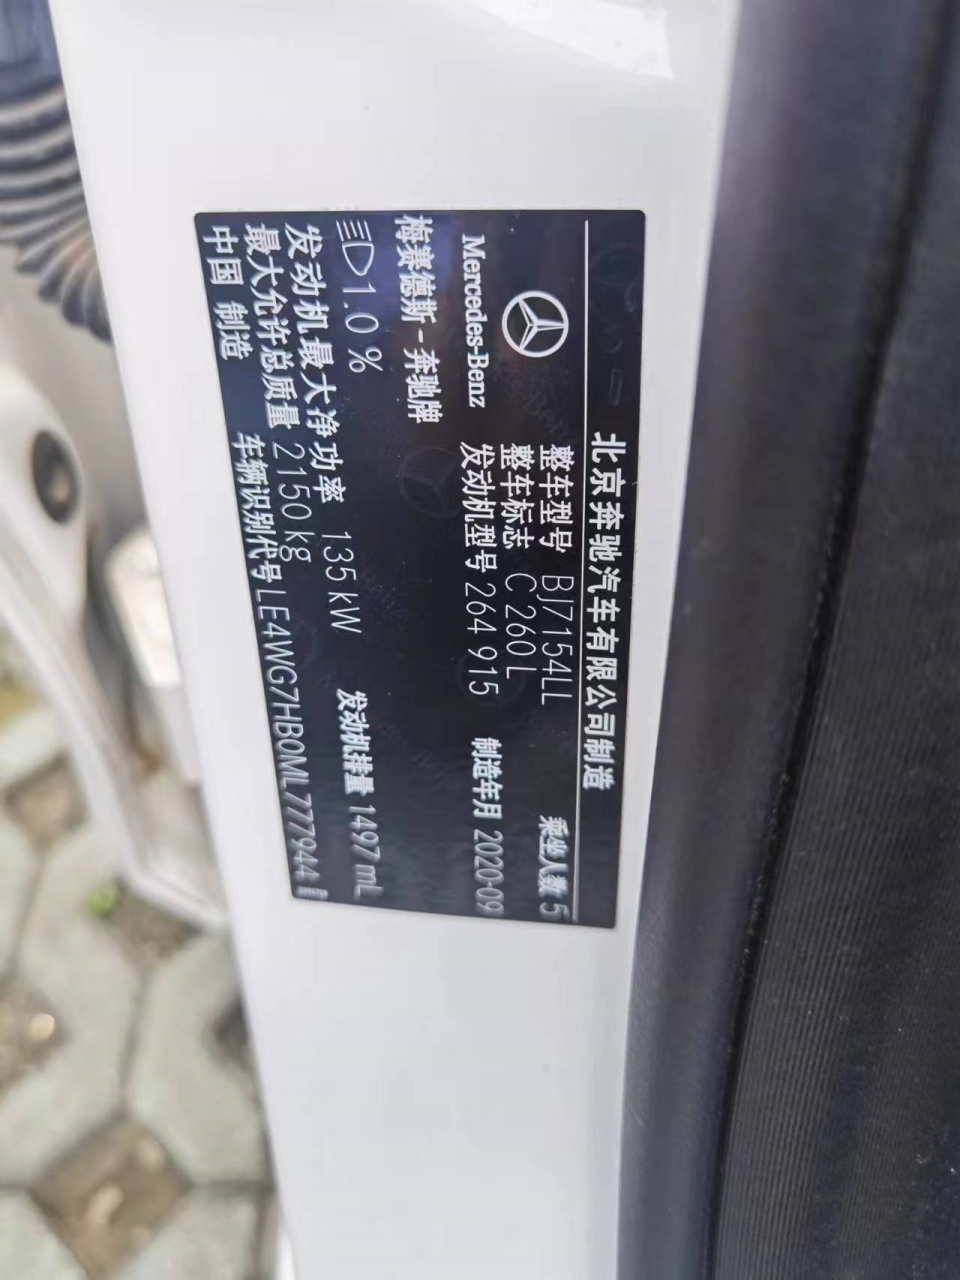 北京奔驰汽车有限公司制造
整车型号 BJ7154LL 乘坐人数 5
整车标志 C 260 L
Mercedes-Benz 发动机型号 264 915 制造年月 2020-09
梅赛德斯-奔驰牌
1.0 %
发动机最大净功率 135 kW 发动机排量 1497 mL
最大允许总质量 2150 kg
中国 制造 车辆识别代号 LE4WG7HB0ML777944